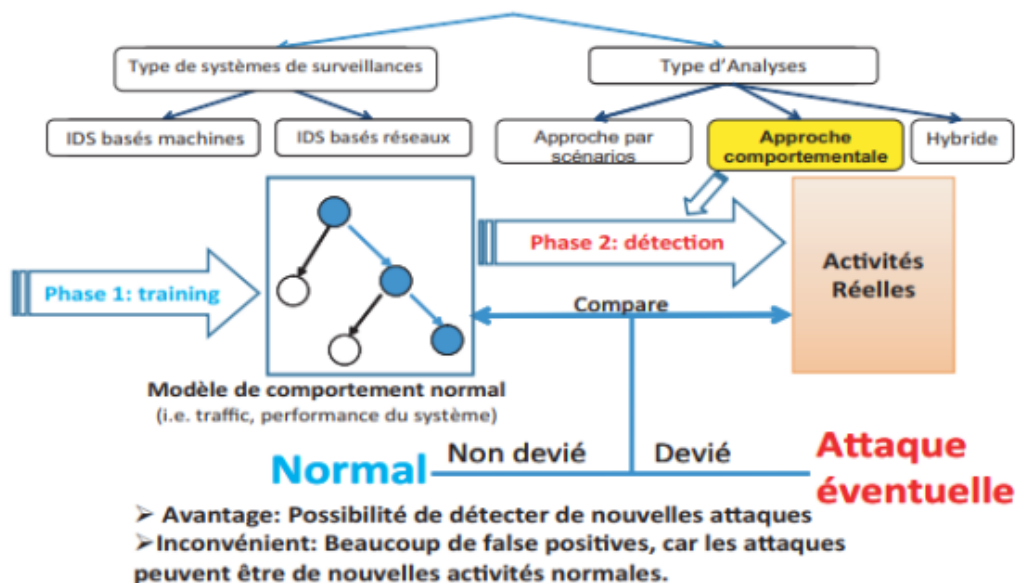 Type de systèmes de surveillances
Type d'Analyses
IDS basés machines
IDS basés réseaux
Approche par
scénarios
Approche
comportementale
Hybride
Phase 1: training
Phase 2: détection
Activités
Réelles
Compare
Modèle de comportement normal
(i.e. traffic, performance du système)
Normal
Non devié
Devié
Attaque
éventuelle
➢ Avantage: Possibilité de détecter de nouvelles attaques
➢Inconvénient: Beaucoup de false positives, car les attaques
peuvent être de nouvelles activités normales.